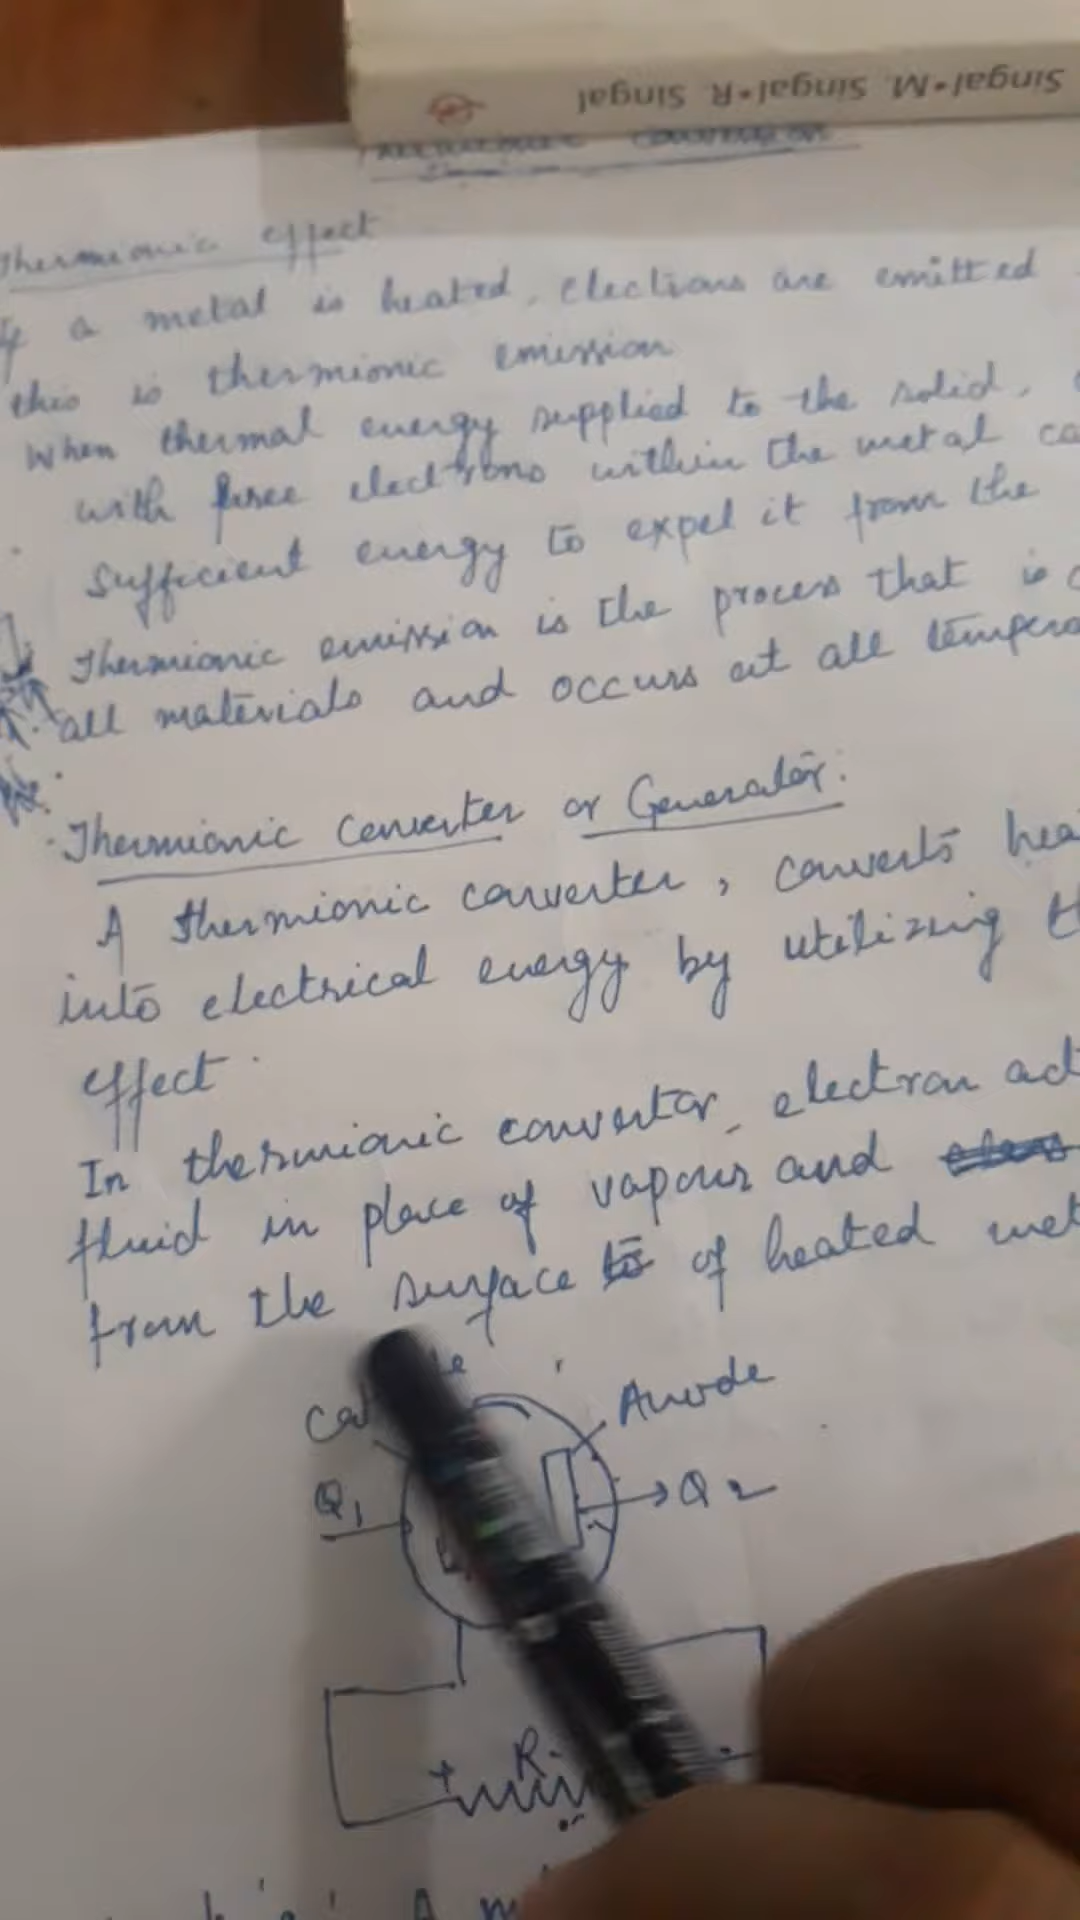 Singal • M. Singal • R. Singal
Thermionic effect
If a metal is heated, electrons are emitted
this is thermionic emission
When thermal energy supplied to the solid,
with free electrons within the metal
Sufficient energy to expel it from the
Thermionic emission is the process that is
all materials and occurs at all
Thermionic Converter or Generator:
A thermionic converter, converts
into electrical energy by utilizing
effect.
In thermionic convertor, electron
fluid in place of vapour and
from the surface of heated
Anode
Q1
Q2
R
+
-
A